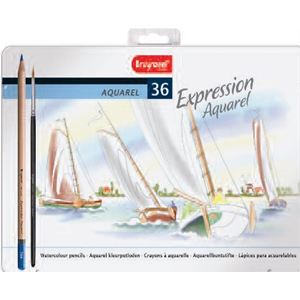 Bruynzeel
AQUAREL 36
Expression
Aquarel
Watercolour pencils - Aquarel kleurpotloden - Crayons à aquarelle - Aquarellbuntstifte - Lápices para acuarelables